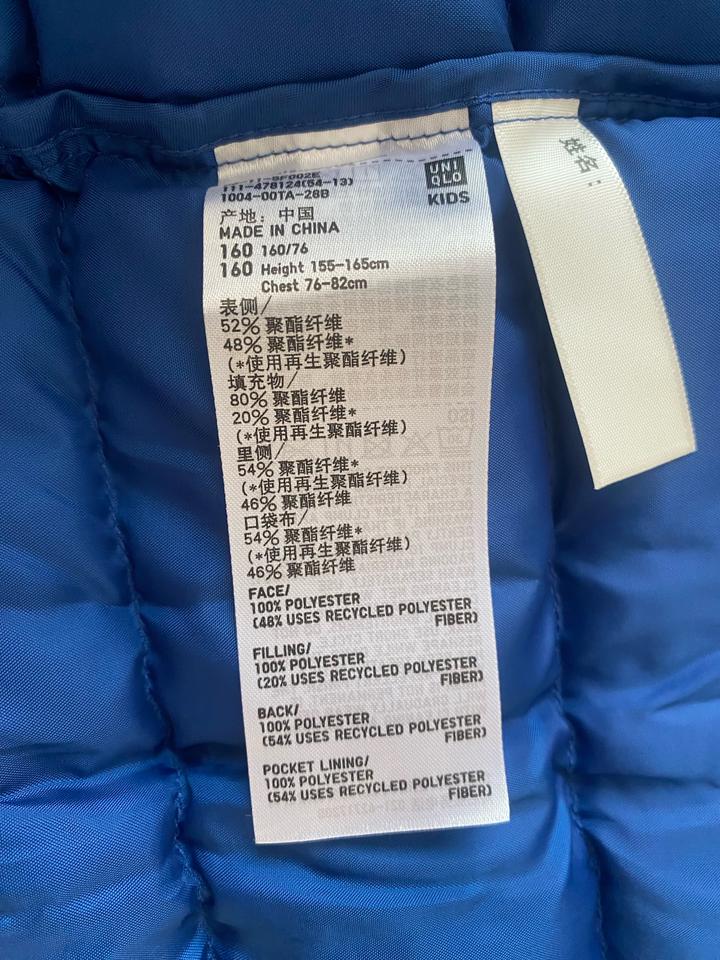 111-478124(54-13)
1004-00TA-28B
UNI
QLO
KIDS
产地：中国
MADE IN CHINA
160 160/76
160 Height 155-165cm
Chest 76-82cm
表侧/
52% 聚酯纤维
48% 聚酯纤维*
(*使用再生聚酯纤维)
填充物/
80% 聚酯纤维
20% 聚酯纤维*
(*使用再生聚酯纤维)
里侧/
54% 聚酯纤维*
(*使用再生聚酯纤维)
46% 聚酯纤维
口袋布/
54% 聚酯纤维*
(*使用再生聚酯纤维)
46% 聚酯纤维
FACE/
100% POLYESTER
(48% USES RECYCLED POLYESTER
FIBER)
FILLING/
100% POLYESTER
(20% USES RECYCLED POLYESTER
FIBER)
BACK/
100% POLYESTER
(54% USES RECYCLED POLYESTER
FIBER)
POCKET LINING/
100% POLYESTER
(54% USES RECYCLED POLYESTER
FIBER)
姓名：